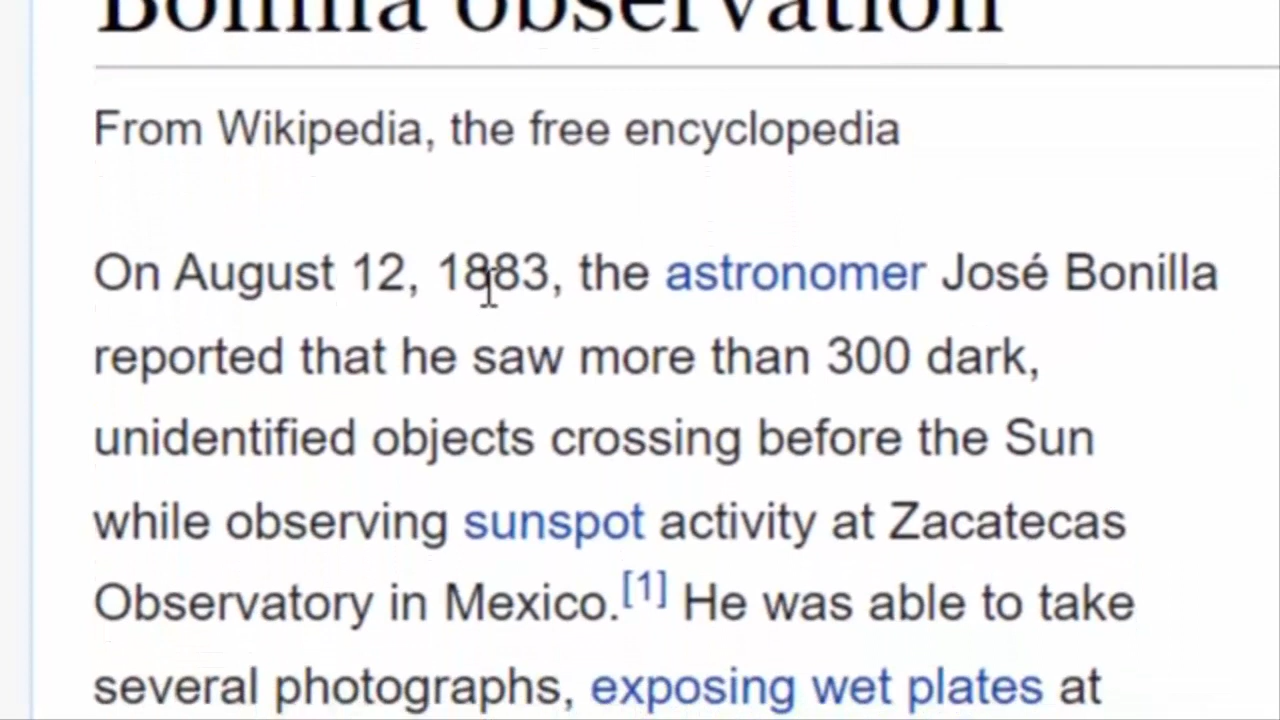 Bonilla observation
From Wikipedia, the free encyclopedia
On August 12, 1883, the astronomer José Bonilla
reported that he saw more than 300 dark,
unidentified objects crossing before the Sun
while observing sunspot activity at Zacatecas
Observatory in Mexico.[1] He was able to take
several photographs, exposing wet plates at